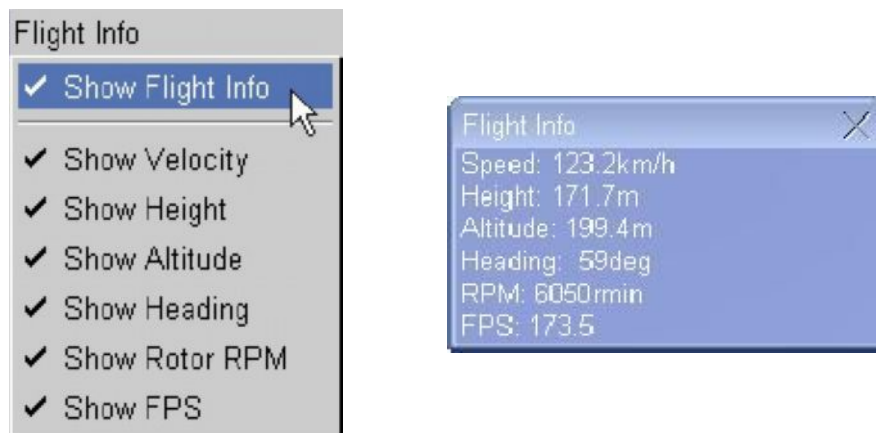 Flight Info
Show Flight Info
Show Velocity
Show Height
Show Altitude
Show Heading
Show Rotor RPM
Show FPS
Flight Info
Speed: 123.2km/h
Height: 171.7m
Altitude: 199.4m
Heading: 59deg
RPM: 6050rmin
FPS: 173.5